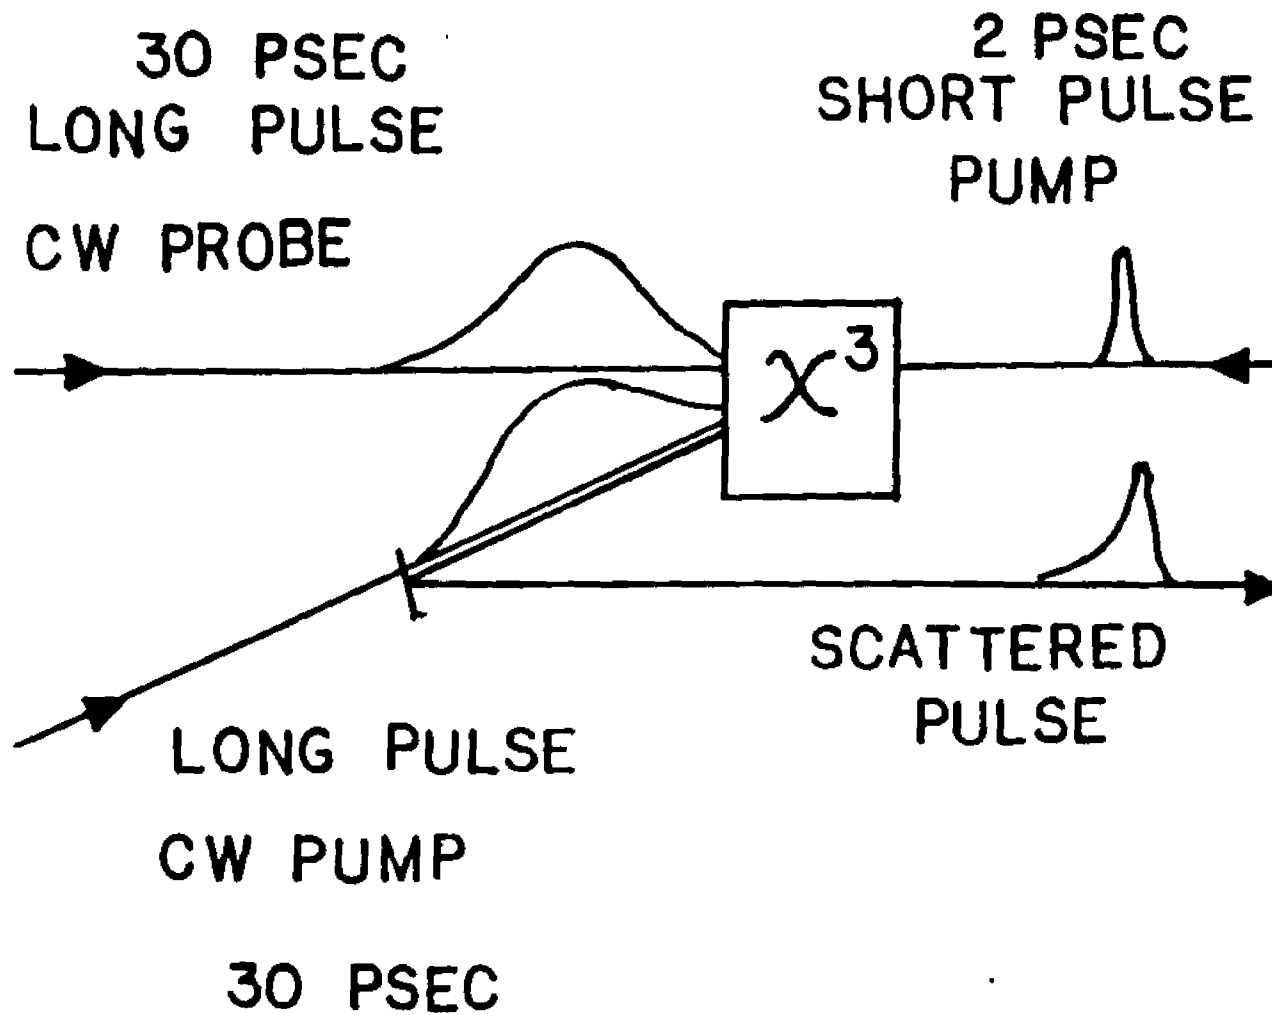 30 PSEC
LONG PULSE
CW PROBE
2 PSEC
SHORT PULSE
PUMP
χ³
SCATTERED
PULSE
LONG PULSE
CW PUMP
30 PSEC